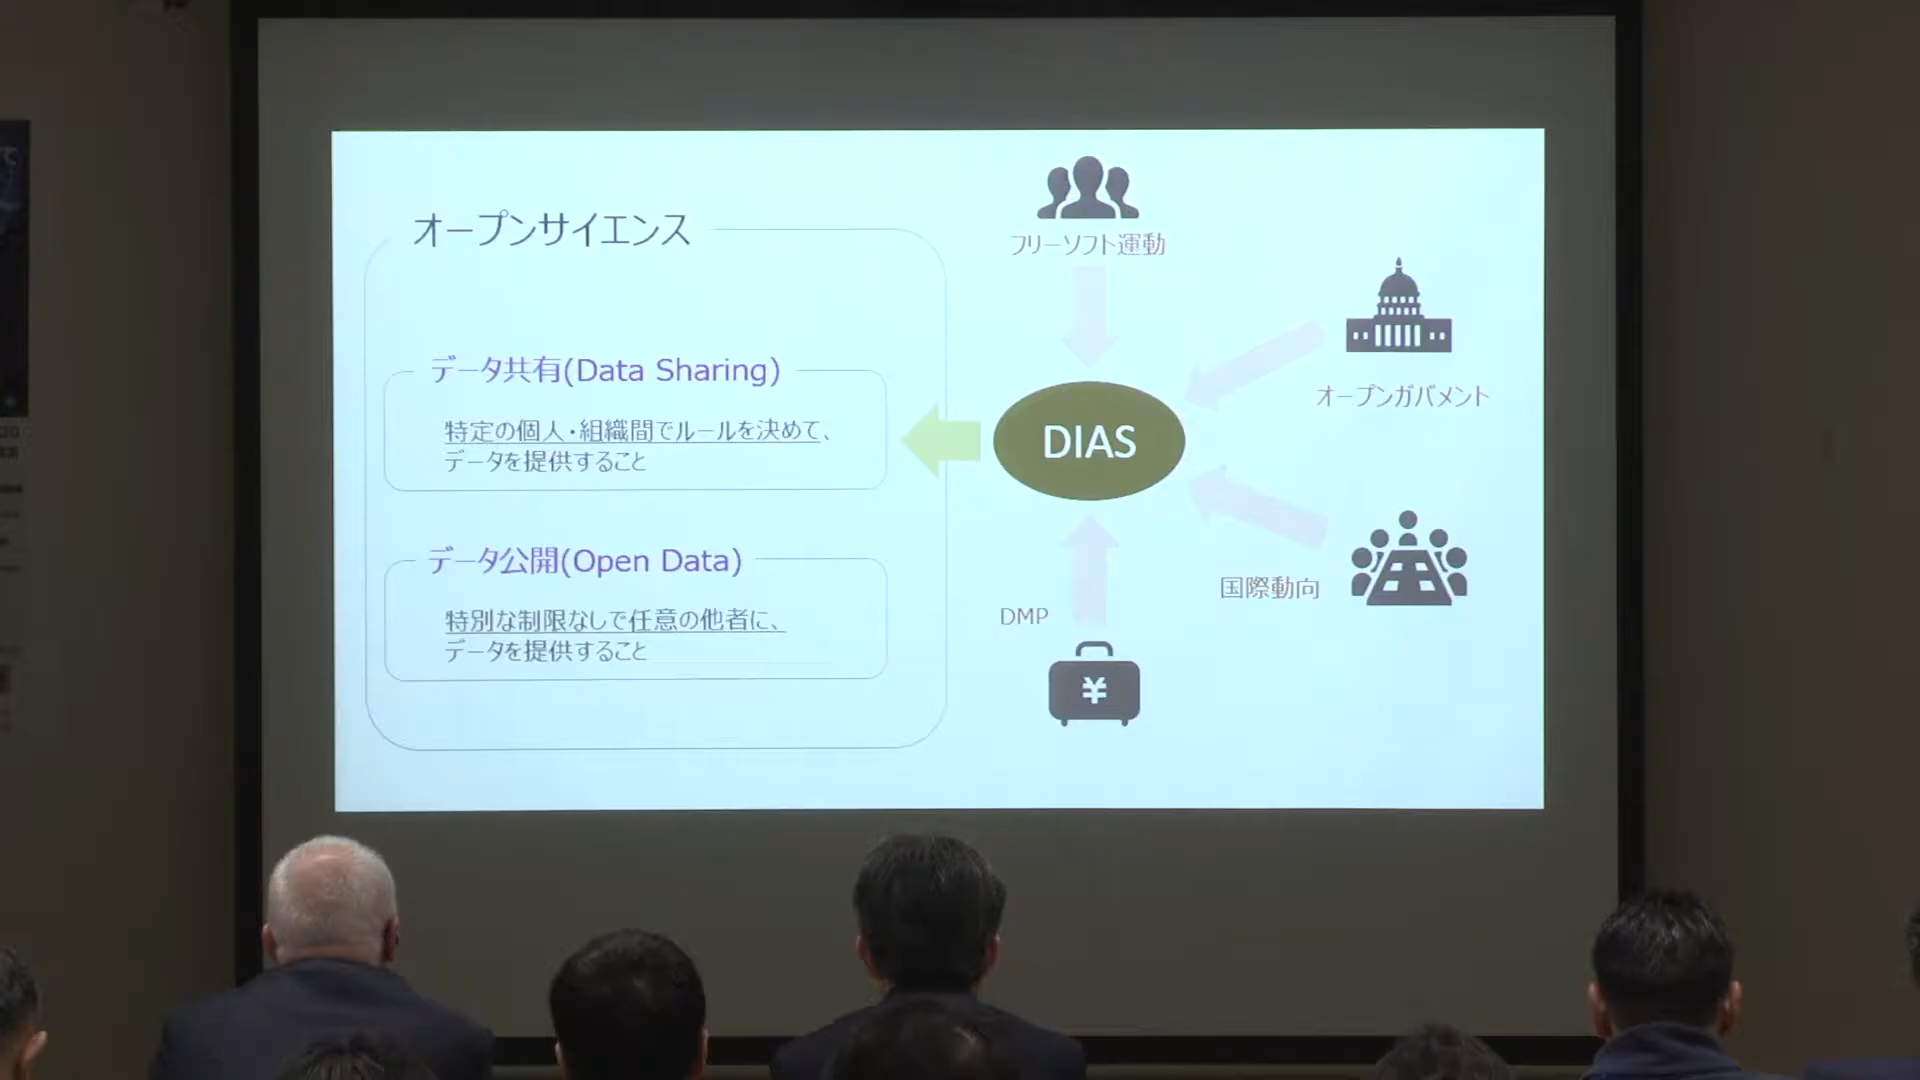 オープンサイエンス
データ共有(Data Sharing)
特定の個人・組織間でルールを決めて、
データを提供すること
データ公開(Open Data)
特別な制限なしで任意の他者に、
データを提供すること
フリーソフト運動
オープンガバメント
DIAS
国際動向
DMP
¥